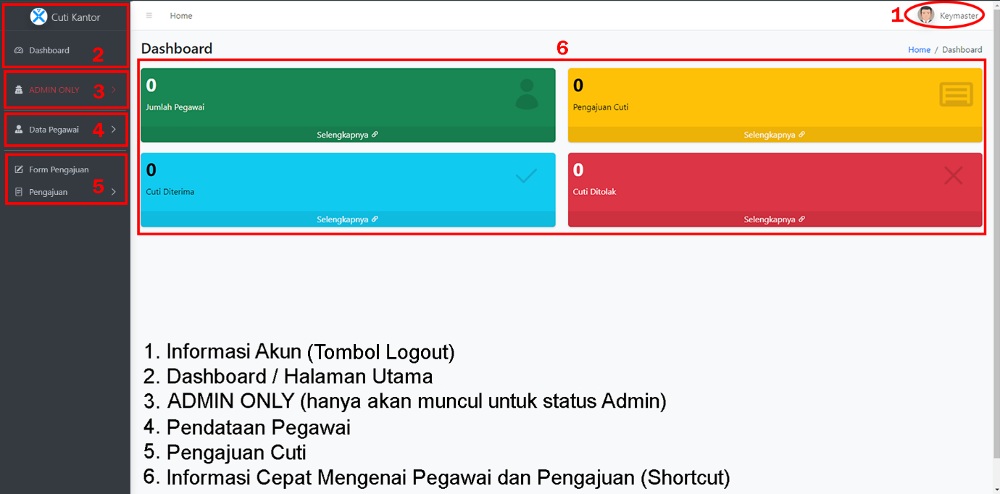 Cuti Kantor
Home
1
Keymaster
Dashboard
2
ADMIN ONLY
3
Data Pegawai
4
Form Pengajuan
Pengajuan
5
Dashboard
6
Home / Dashboard
0
Jumlah Pegawai
Selengkapnya
0
Pengajuan Cuti
Selengkapnya
0
Cuti Diterima
Selengkapnya
0
Cuti Ditolak
Selengkapnya
1. Informasi Akun (Tombol Logout)
2. Dashboard / Halaman Utama
3. ADMIN ONLY (hanya akan muncul untuk status Admin)
4. Pendataan Pegawai
5. Pengajuan Cuti
6. Informasi Cepat Mengenai Pegawai dan Pengajuan (Shortcut)